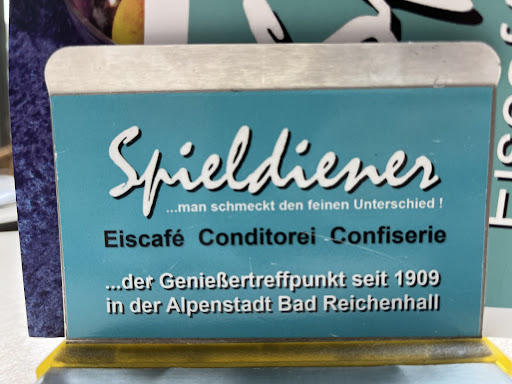 Spieldiener
...man schmeckt den feinen Unterschied !
Eiscafé Conditorei Confiserie
...der Genießertreffpunkt seit 1909
in der Alpenstadt Bad Reichenhall